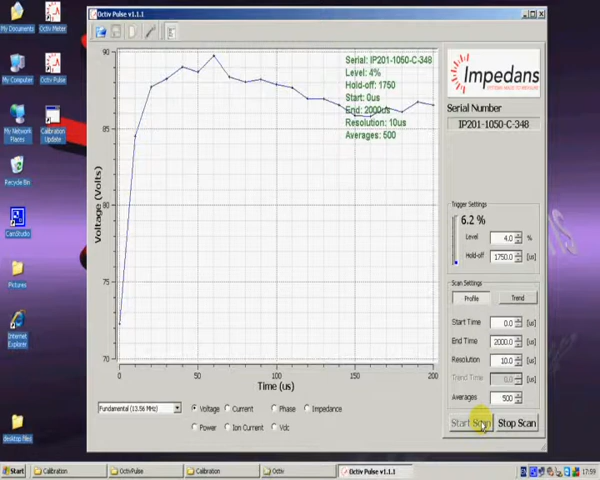 My Documents
Octiv Meter
My Computer
Octiv Pulse
My Network
Places
Calibration
Update
Recycle Bin
CamStudio
Pictures
Internet
Explorer
desktop files
Octiv Pulse v1.1.1
Voltage (Volts)
90
85
80
75
70
0
50
100
150
200
Time (us)
Serial: IP201-1050-C-348
Level: 4%
Hold-off: 1750
Start: 0us
End: 2000us
Resolution: 10us
Averages: 500
Fundamental (13.56 MHz)
Voltage
Current
Phase
Impedance
Power
Ion Current
Vdc
Impedans
Serial Number
IP201-1050-C-348
Trigger Settings
6.2 %
Level 4.0 %
Hold-off 1750.0 [us]
Scan Settings
Profile
Trend
Start Time 0.0 [us]
End Time 2000.0 [us]
Resolution 10.0 [us]
Trend Time 0.0 [us]
Averages 500
Start Scan
Stop Scan
Start
Calibration
OctivPulse
Calibration
Octiv
Octiv Pulse v1.1.1
EN
17:59